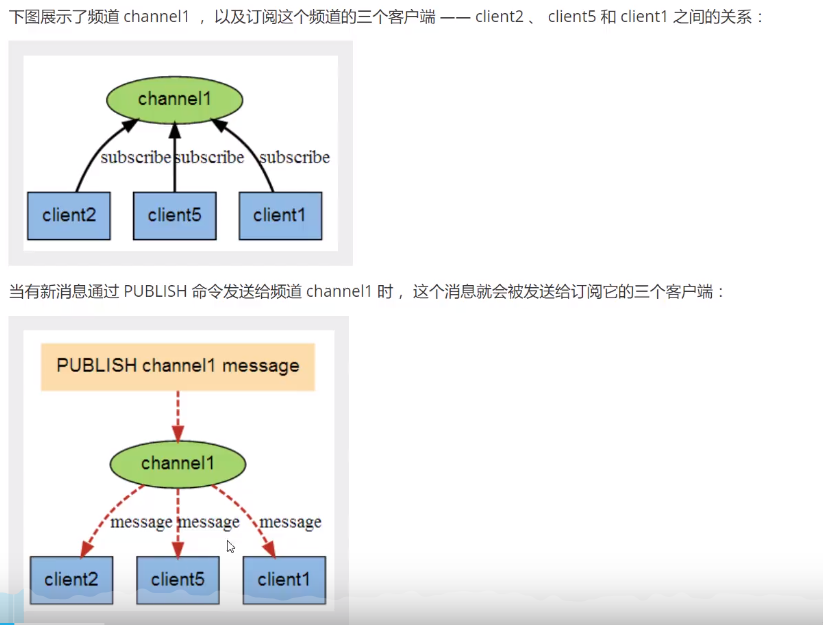 下图展示了频道 channel1 ， 以及订阅这个频道的三个客户端 —— client2 、 client5 和 client1 之间的关系：
channel1
subscribe subscribe subscribe
client2 client5 client1
当有新消息通过 PUBLISH 命令发送给频道 channel1 时， 这个消息就会被发送给订阅它的三个客户端：
PUBLISH channel1 message
channel1
message message message
client2 client5 client1